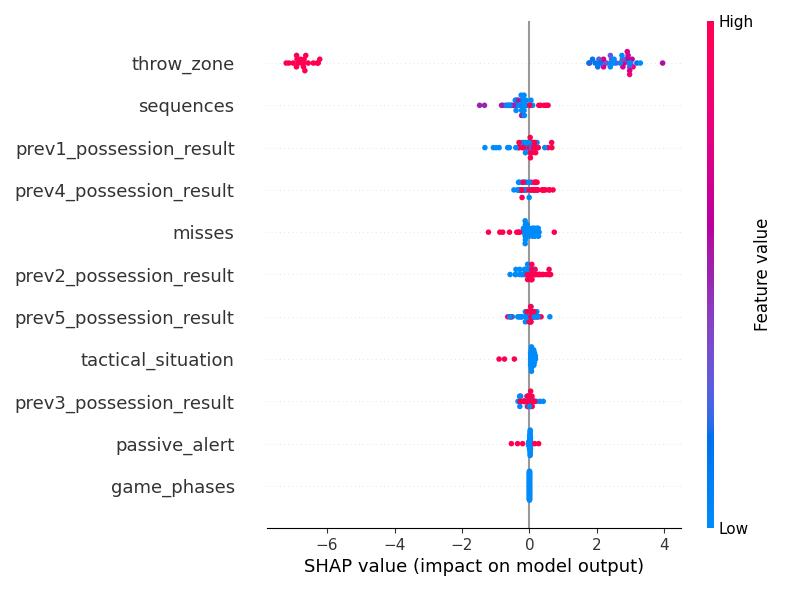 High
throw_zone
sequences
prev1_possession_result
prev4_possession_result
misses
prev2_possession_result
prev5_possession_result
tactical_situation
prev3_possession_result
passive_alert
game_phases
Feature value
Low
−6 −4 −2 0 2 4
SHAP value (impact on model output)